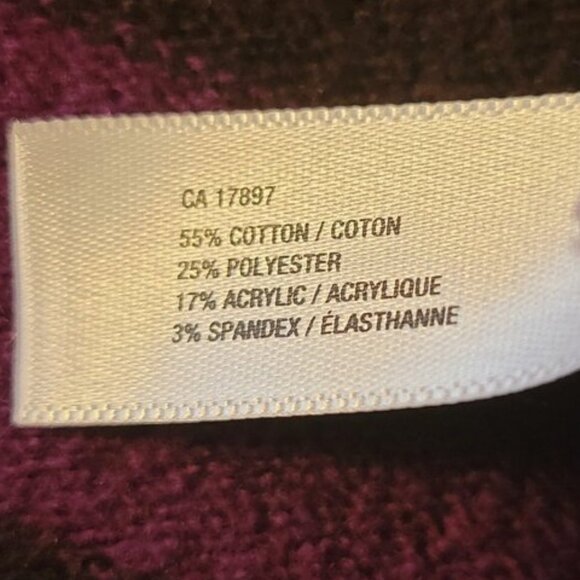 CA 17897
55% COTTON / COTON
25% POLYESTER
17% ACRYLIC / ACRYLIQUE
3% SPANDEX / ÉLASTHANNE